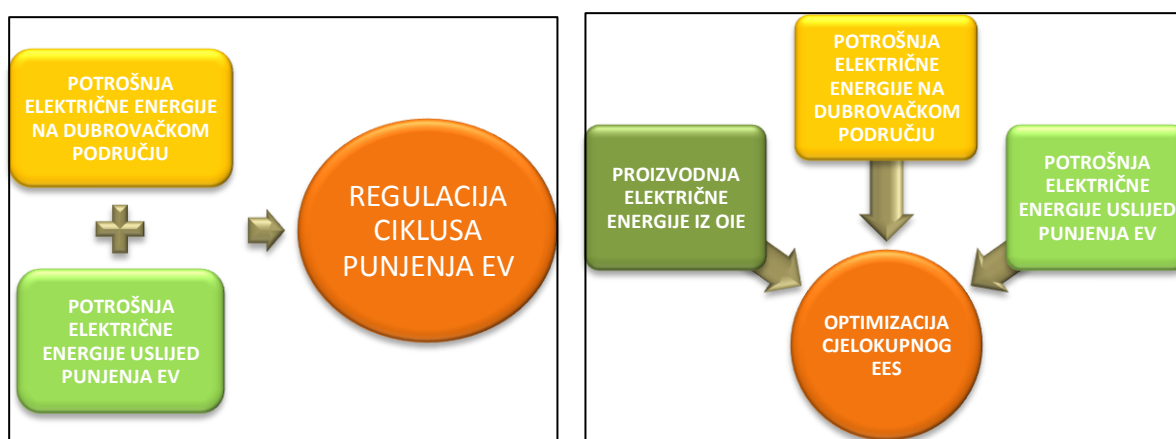 POTROŠNJA
ELEKTRIČNE ENERGIJE
NA DUBROVAČKOM
PODRUČJU
POTROŠNJA
ELEKTRIČNE
ENERGIJE USLIJED
PUNJENJA EV
REGULACIJA
CIKLUSA
PUNJENJA EV
POTROŠNJA
ELEKTRIČNE
ENERGIJE NA
DUBROVAČKOM
PODRUČJU
PROIZVODNJA
ELEKTRIČNE
ENERGIJE IZ OIE
POTROŠNJA
ELEKTRIČNE
ENERGIJE USLIJED
PUNJENJA EV
OPTIMIZACIJA
CJELOKUPNOG
EES